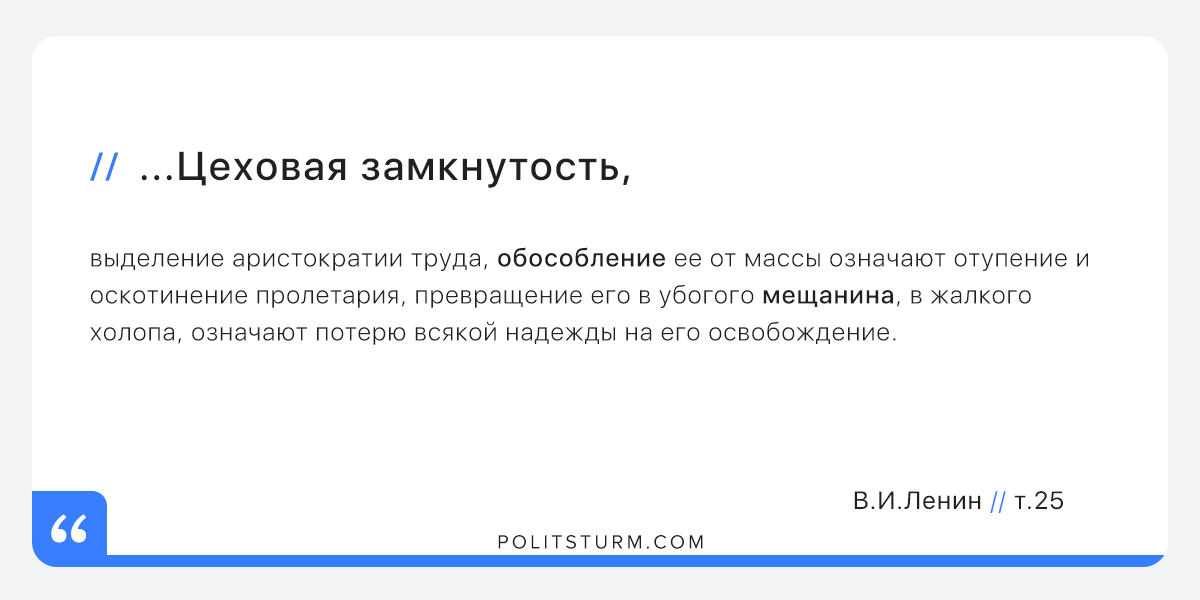 // ...Цеховая замкнутость,
выделение аристократии труда, обособление ее от массы означают отупение и
оскотинение пролетария, превращение его в убогого мещанина, в жалкого
холопа, означают потерю всякой надежды на его освобождение.
В.И.Ленин // т.25
POLITSTURM.COM